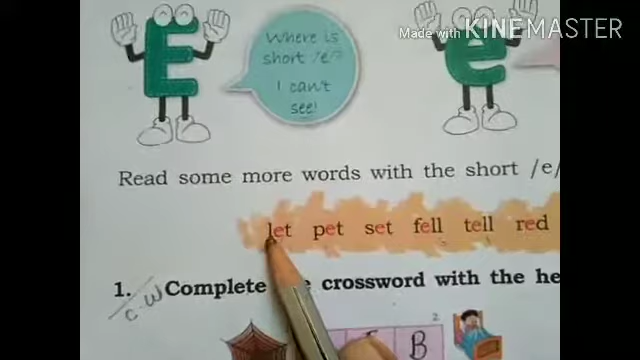 Made with KINEMASTER
E
Where is
short /e/?
I can't
see!
e
Read some more words with the short /e/
let pet set fell tell red
1. Complete crossword with the he
C.W
2
B